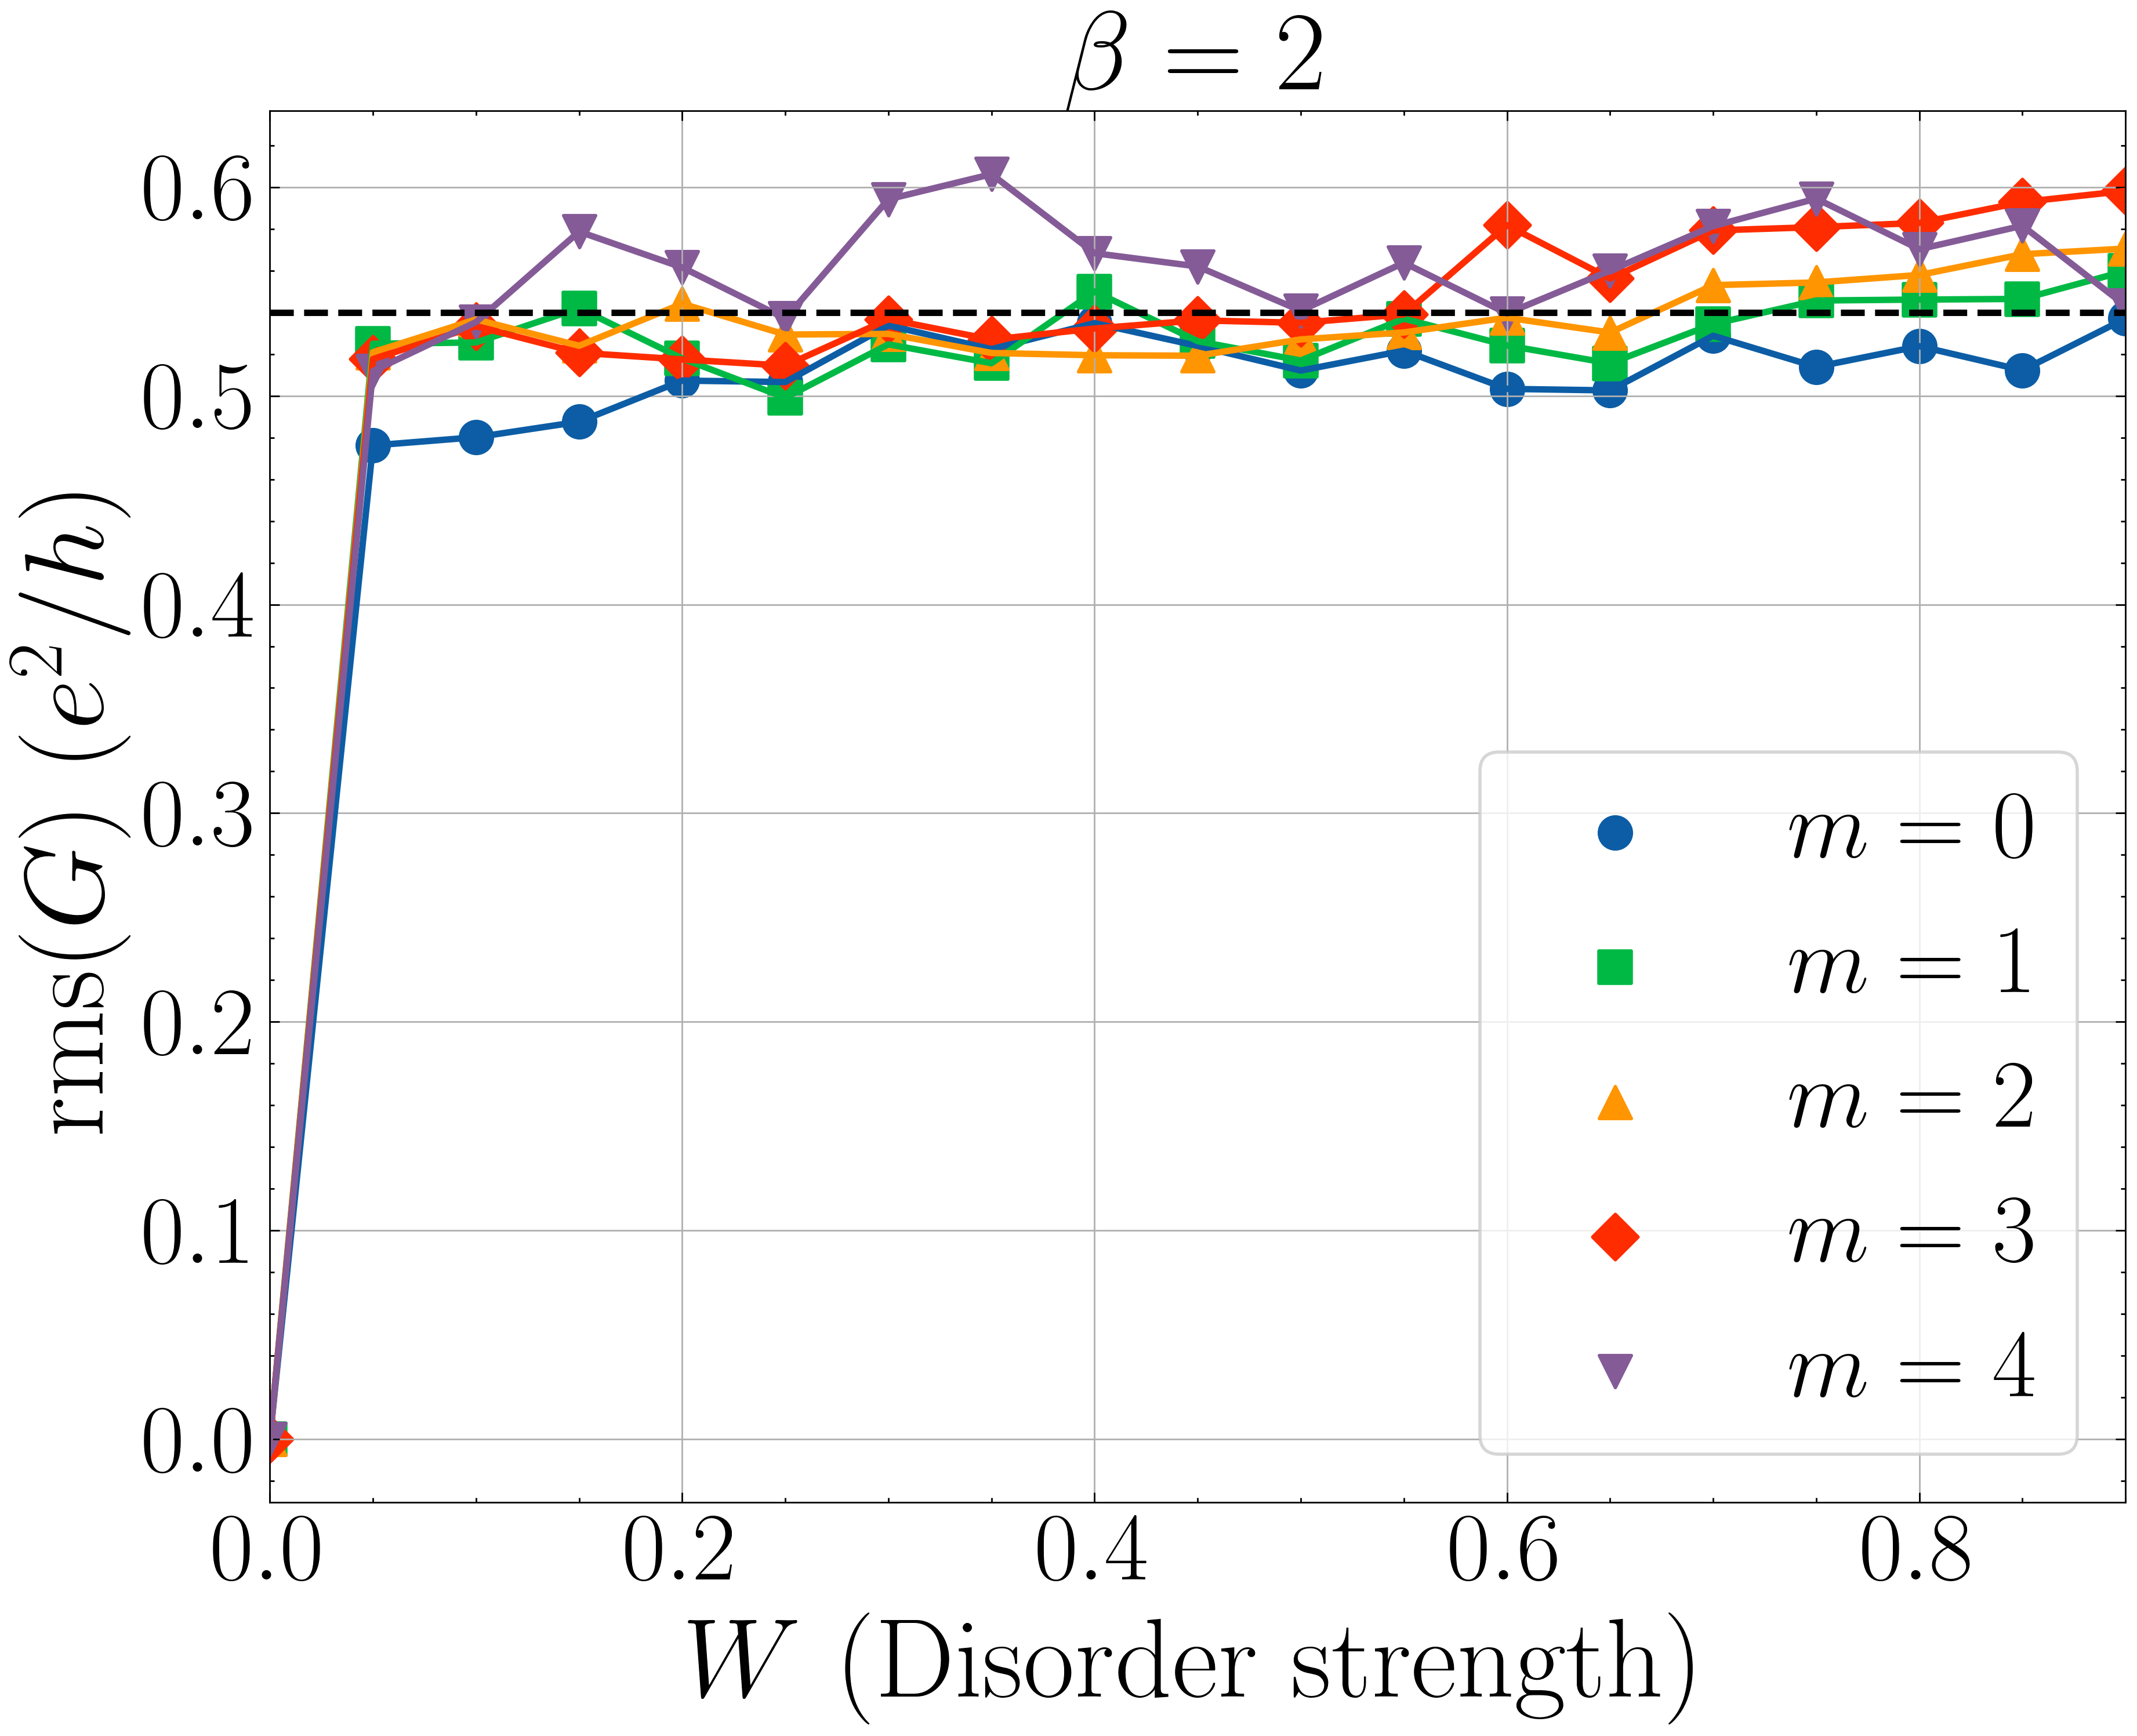 β = 2
rms(G) (e²/h)
0.6
0.5
0.4
0.3
0.2
0.1
0.0
m = 0
m = 1
m = 2
m = 3
m = 4
0.0 0.2 0.4 0.6 0.8
W (Disorder strength)